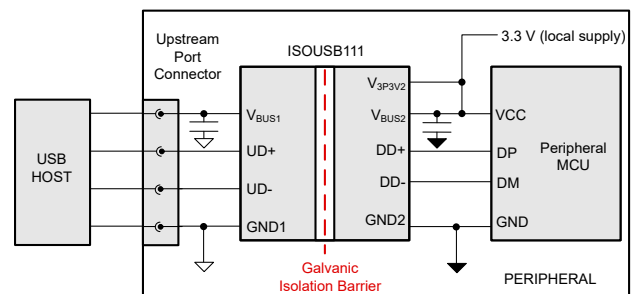 Upstream
Port
Connector
ISOUSB111
3.3 V (local supply)
USB
HOST
V3P3V2
VBUS1
VBUS2
VCC
UD+
DD+
DP
Peripheral
MCU
UD-
DD-
DM
GND1
GND2
GND
Galvanic
Isolation Barrier
PERIPHERAL